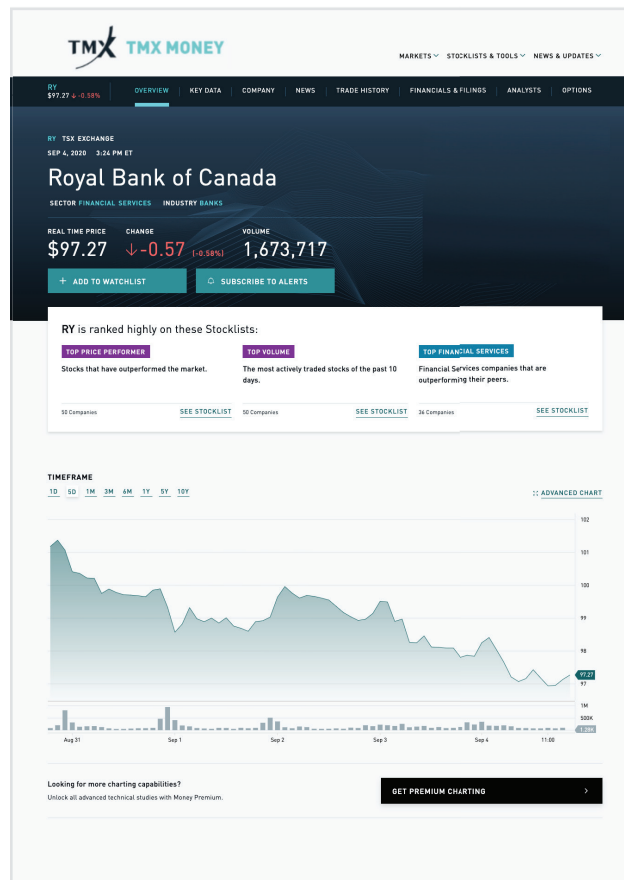 TMX TMX MONEY
MARKETS STOCKLISTS & TOOLS NEWS & UPDATES
RY
$97.27 ↓ -0.58%
OVERVIEW KEY DATA COMPANY NEWS TRADE HISTORY FINANCIALS & FILINGS ANALYSTS OPTIONS
RY TSX EXCHANGE
SEP 4, 2020 3:24 PM ET
Royal Bank of Canada
SECTOR FINANCIAL SERVICES INDUSTRY BANKS
REAL TIME PRICE CHANGE VOLUME
$97.27 ↓-0.57 (-0.58%) 1,673,717
+ ADD TO WATCHLIST SUBSCRIBE TO ALERTS
RY is ranked highly on these Stocklists:
TOP PRICE PERFORMER
Stocks that have outperformed the market.
50 Companies SEE STOCKLIST
TOP VOLUME
The most actively traded stocks of the past 10
days.
50 Companies SEE STOCKLIST
TOP FINANCIAL SERVICES
Financial Services companies that are
outperforming their peers.
36 Companies SEE STOCKLIST
TIMEFRAME
1D 5D 1M 3M 6M 1Y 5Y 10Y
ADVANCED CHART
102
101
100
99
98
97.27
97
1M
500K
Aug 31 Sep 1 Sep 2 Sep 3 Sep 4 11:00
Looking for more charting capabilities?
Unlock all advanced technical studies with Money Premium.
GET PREMIUM CHARTING >